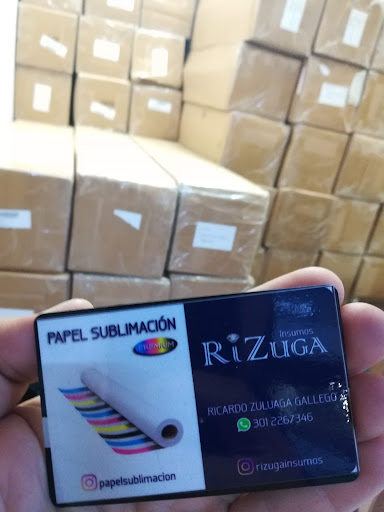 PAPEL SUBLIMACIÓN
PREMIUM
papelsublimacion
Insumos
RiZUGA
RICARDO ZULUAGA GALLEGO
301 2267346
rizugainsumos